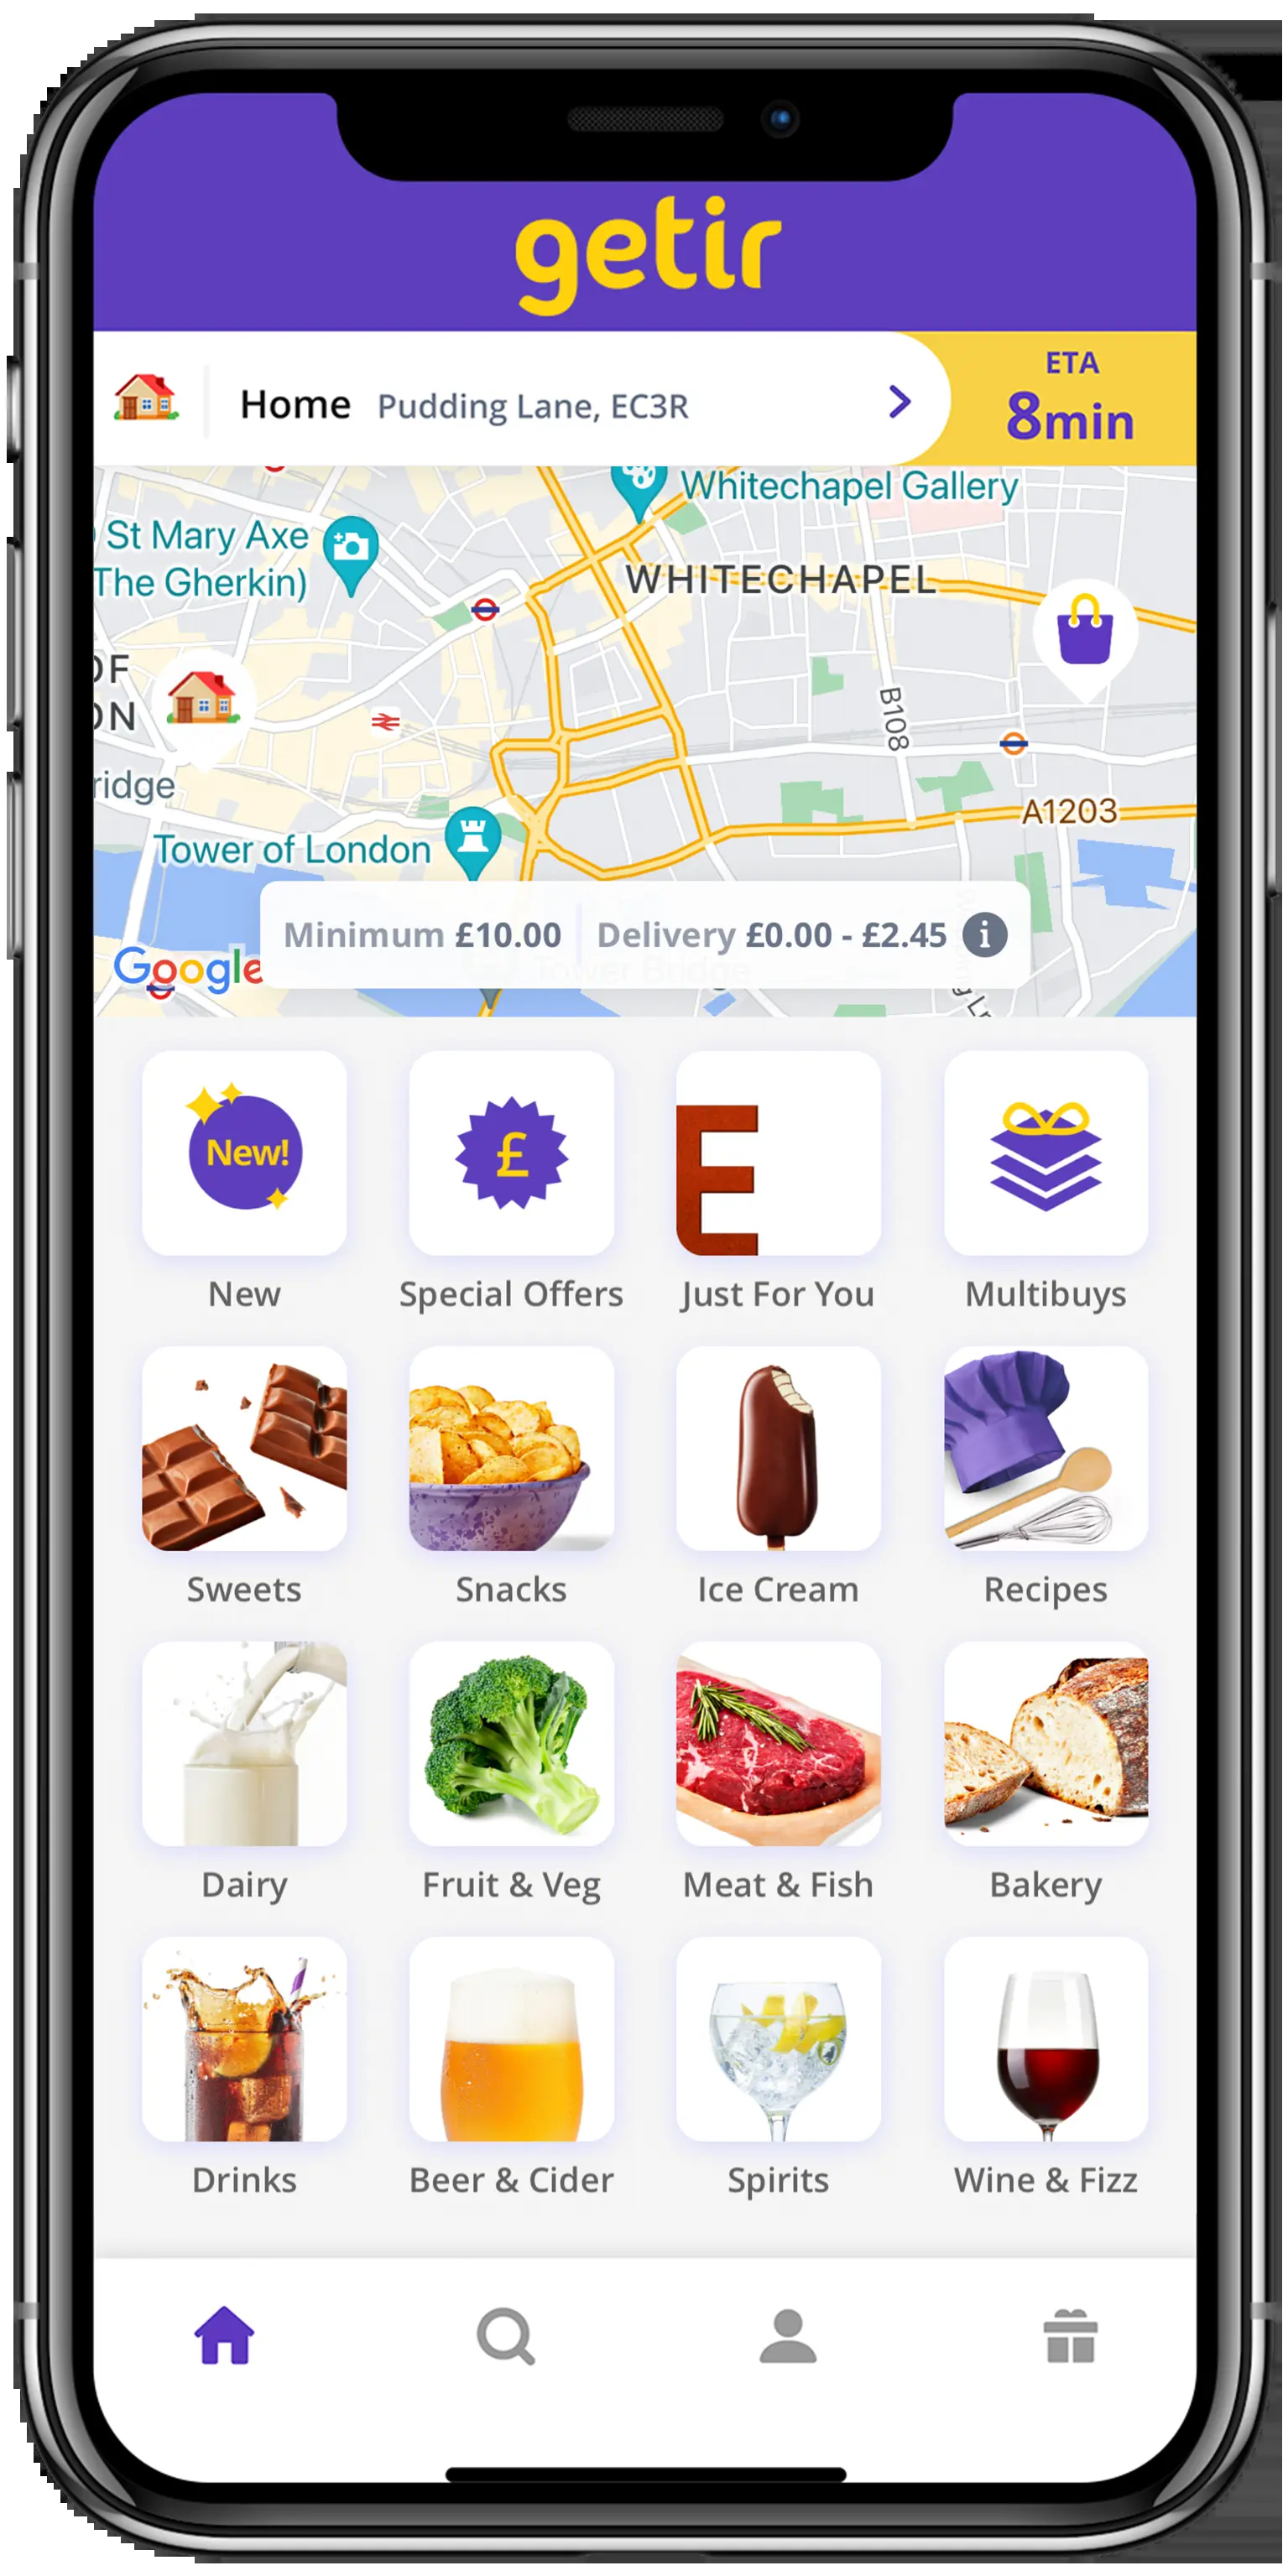 getir
Home Pudding Lane, EC3R
ETA
8min
Whitechapel Gallery
St Mary Axe
The Gherkin)
WHITECHAPEL
OF
ON
B108
ridge
A1203
Tower of London
Minimum £10.00 Delivery £0.00 - £2.45 i
Tower Bridge
Google
New!
£
E
New Special Offers Just For You Multibuys
Sweets Snacks Ice Cream Recipes
Dairy Fruit & Veg Meat & Fish Bakery
Drinks Beer & Cider Spirits Wine & Fizz